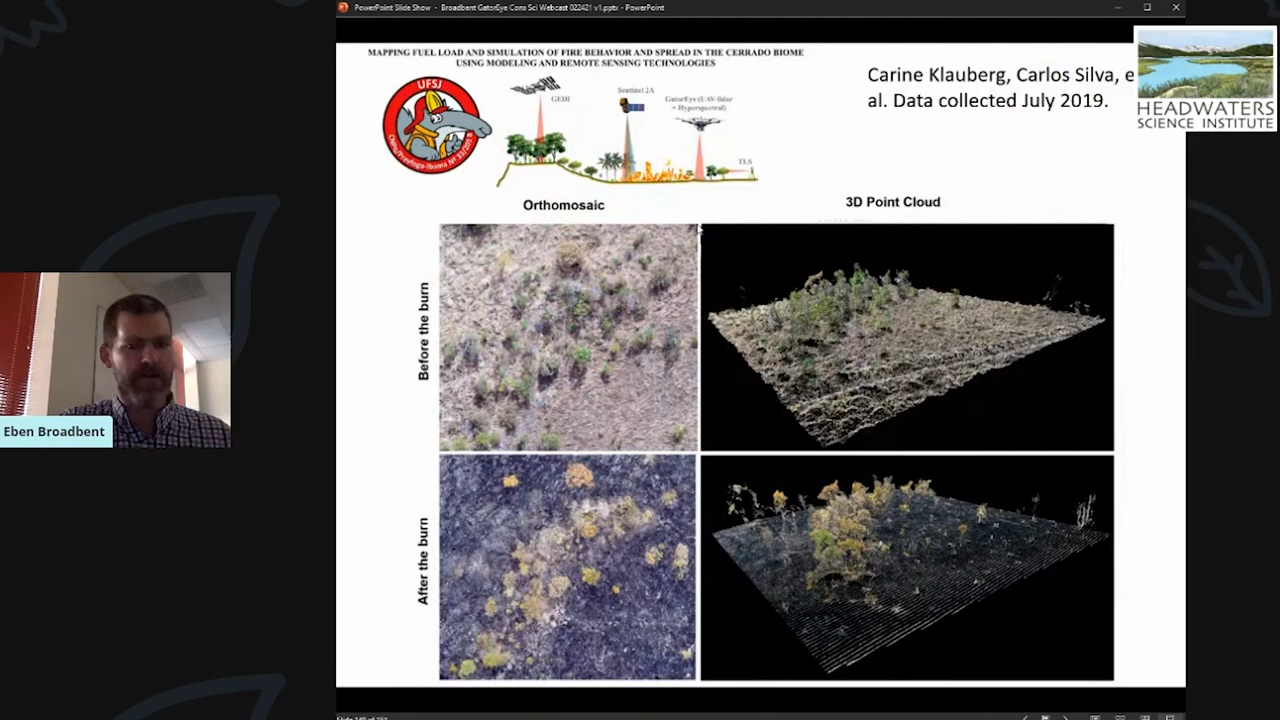 PowerPoint Slide Show - Broadbent GatorEye Cons Sci Webcast 022421 v1.pptx - PowerPoint
MAPPING FUEL LOAD AND SIMULATION OF FIRE BEHAVIOR AND SPREAD IN THE CERRADO BIOME
USING MODELING AND REMOTE SENSING TECHNOLOGIES
Carine Klauberg, Carlos Silva, e
al. Data collected July 2019.
HEADWATERS
SCIENCE INSTITUTE
UFSJ
GEDI
Sentinel 2A
GatorEye (UAV-lidar
+ Hyperspectral)
TLS
Orthomosaic
3D Point Cloud
Before the burn
After the burn
Eben Broadbent